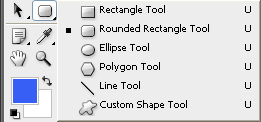 Rectangle Tool U
Rounded Rectangle Tool U
Ellipse Tool U
Polygon Tool U
Line Tool U
Custom Shape Tool U